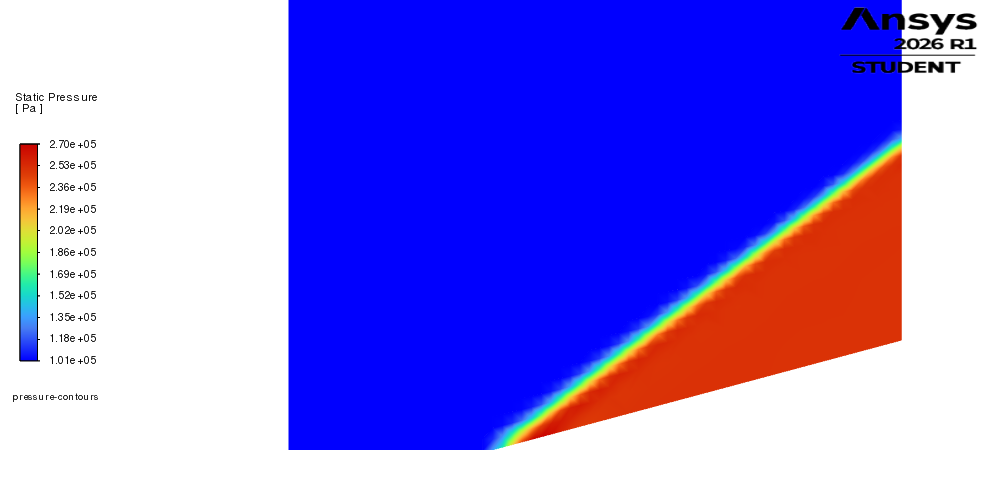 Ansys
2026 R1
STUDENT
Static Pressure
[ Pa ]
2.70e+05
2.53e+05
2.36e+05
2.19e+05
2.02e+05
1.86e+05
1.69e+05
1.52e+05
1.35e+05
1.18e+05
1.01e+05
pressure-contours